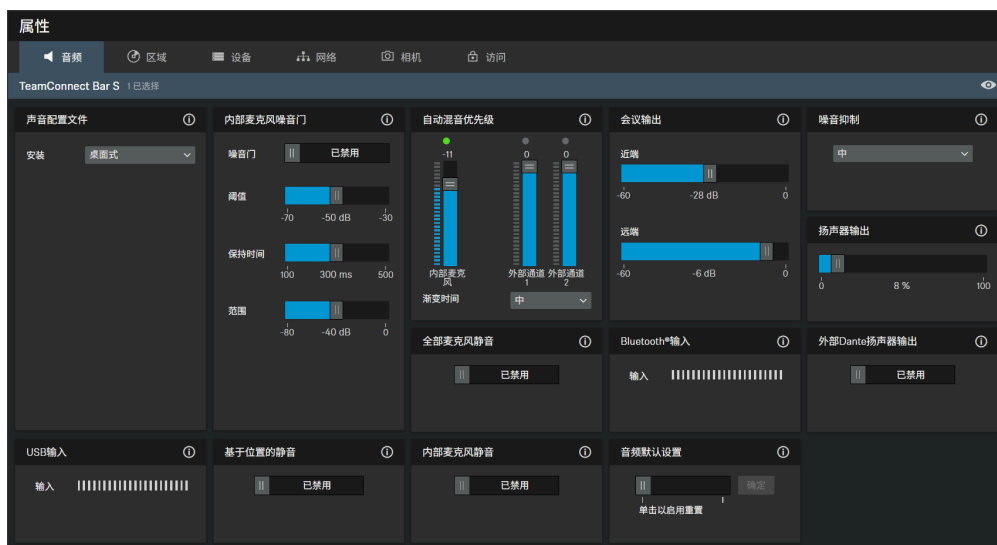 属性
音频 区域 设备 网络 相机 访问
TeamConnect Bar S 1 已选择
声音配置文件
安装 桌面式
内部麦克风噪音门
噪音门 已禁用
阈值
-70 -50 dB -30
保持时间
100 300 ms 500
范围
-80 -40 dB 0
自动混音优先级
-11 0 0
内部麦克风 外部通道 1 外部通道 2
渐变时间 中
会议输出
近端
-60 -28 dB 0
远端
-60 -6 dB 0
噪音抑制
中
扬声器输出
0 8 % 100
全部麦克风静音
已禁用
Bluetooth®输入
输入
外部Dante扬声器输出
已禁用
USB输入
输入
基于位置的静音
已禁用
内部麦克风静音
已禁用
音频默认设置
确定
单击以启用重置